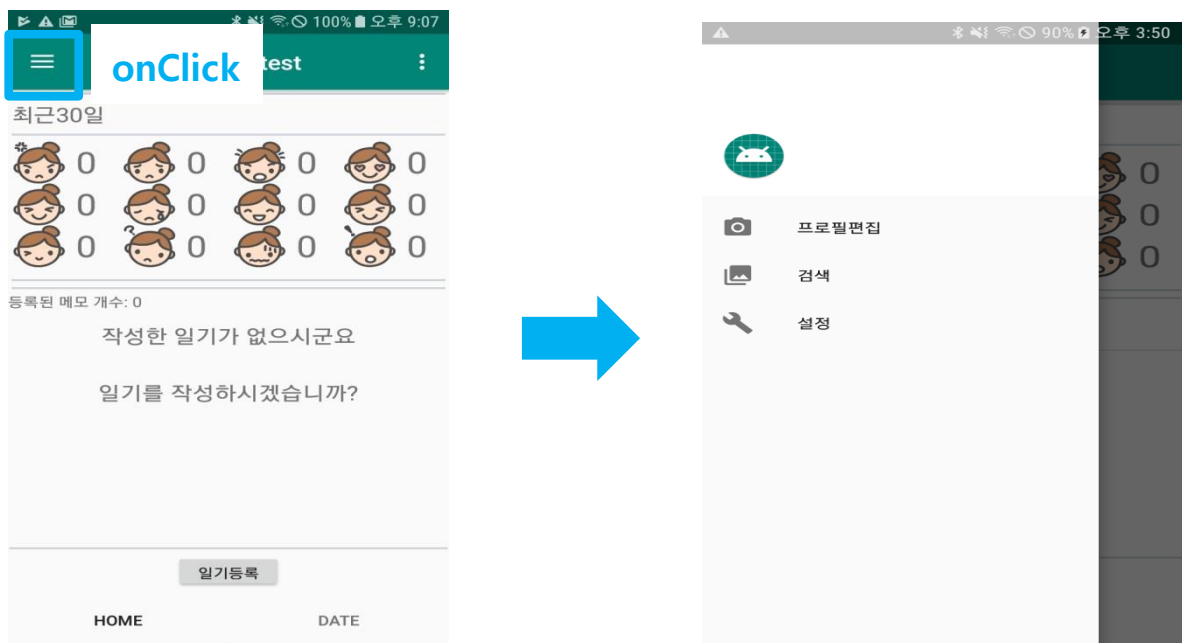 100% 오후 9:07
onClick
test
최근30일
0 0 0 0
0 0 0 0
0 0 0 0
등록된 메모 개수: 0
작성한 일기가 없으시군요
일기를 작성하시겠습니까?
일기등록
HOME DATE
90% 오후 3:50
프로필편집
검색
설정
0
0
0